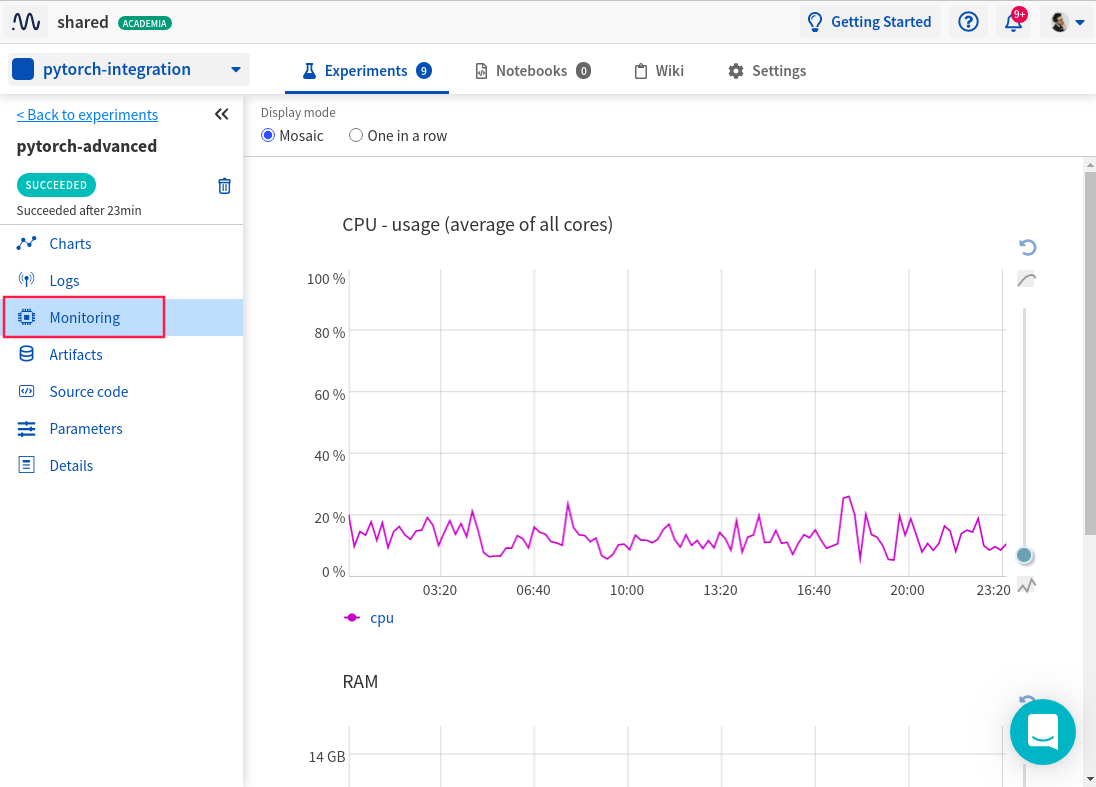 shared ACADEMIA Getting Started 9+
pytorch-integration Experiments 9 Notebooks 0 Wiki Settings
< Back to experiments
pytorch-advanced
SUCCEEDED
Succeeded after 23min
Charts
Logs
Monitoring
Artifacts
Source code
Parameters
Details
Display mode
Mosaic One in a row
CPU - usage (average of all cores)
100 %
80 %
60 %
40 %
20 %
0 %
03:20 06:40 10:00 13:20 16:40 20:00 23:20
cpu
RAM
14 GB